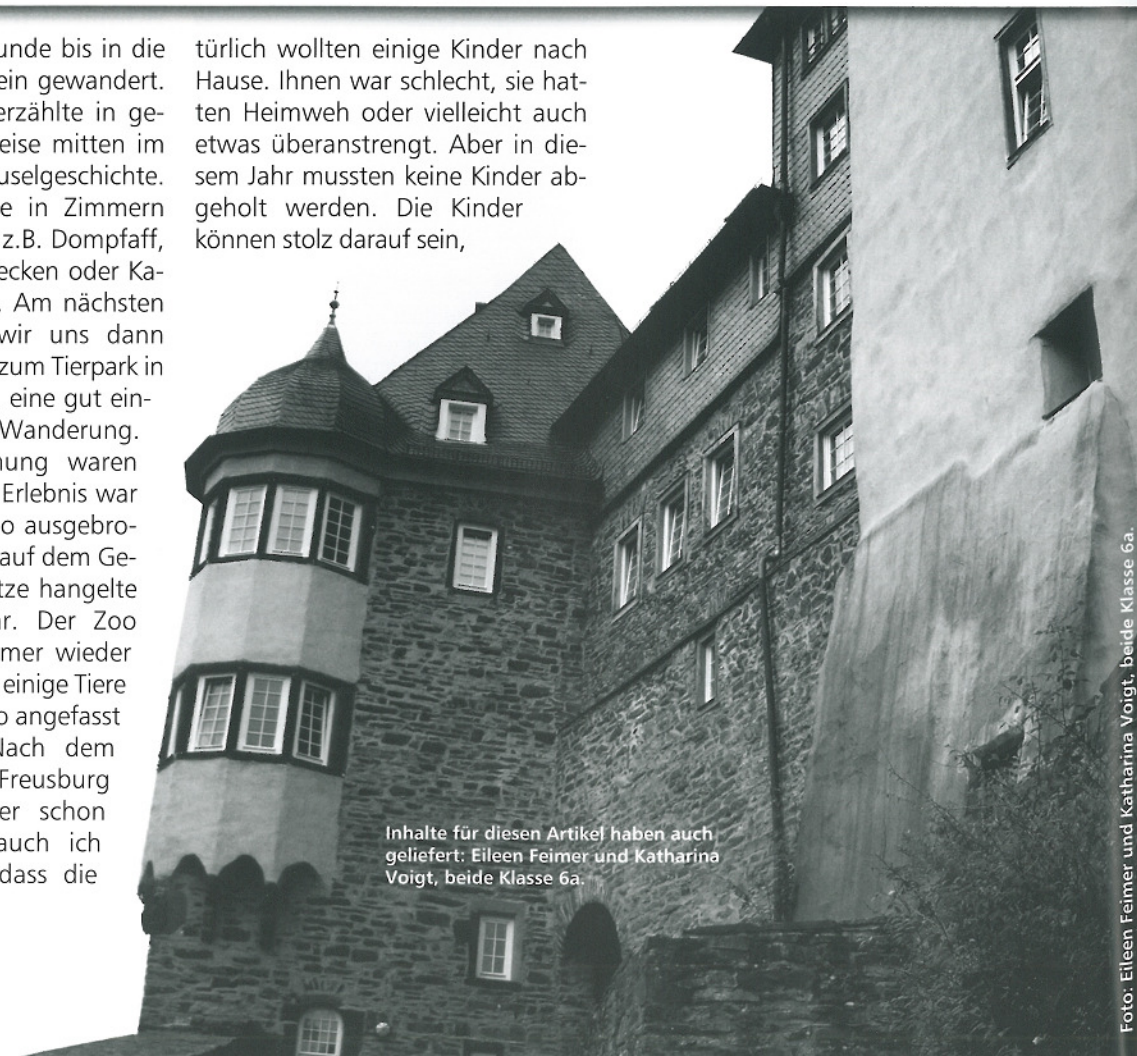 unde bis in die
ein gewandert.
erzählte in ge-
eise mitten im
uselgeschichte.
e in Zimmern
z.B. Dompfaff,
ecken oder Ka-
. Am nächsten
wir uns dann
zum Tierpark in
eine gut ein-
Wanderung.
nung waren
Erlebnis war
o ausgebro-
auf dem Ge-
tze hangelte
ar. Der Zoo
mer wieder
einige Tiere
o angefasst
Nach dem
Freusburg
er schon
auch ich
dass die
türlich wollten einige Kinder nach
Hause. Ihnen war schlecht, sie hat-
ten Heimweh oder vielleicht auch
etwas überanstrengt. Aber in die-
sem Jahr mussten keine Kinder ab-
geholt werden. Die Kinder
können stolz darauf sein,
Inhalte für diesen Artikel haben auch
geliefert: Eileen Feimer und Katharina
Voigt, beide Klasse 6a.
Foto: Eileen Feimer und Katharina Voigt, beide Klasse 6a.